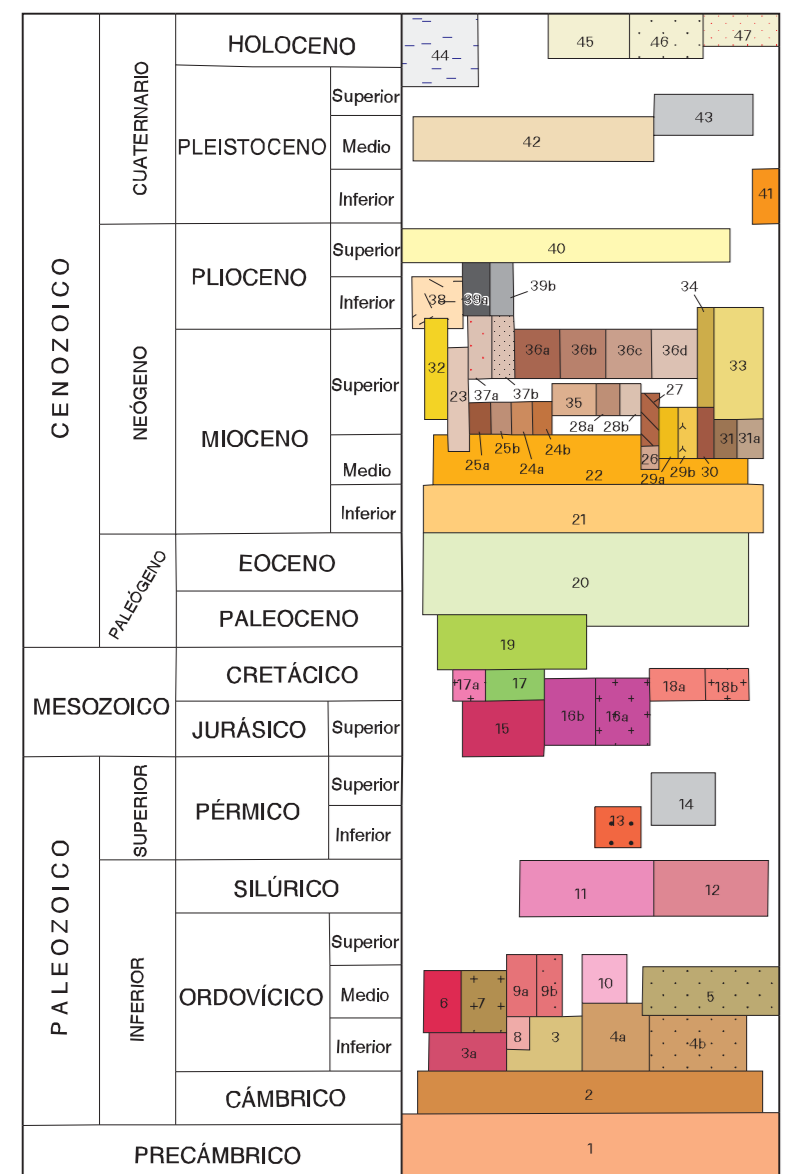 HOLOCENO
44 45 46 47
Superior
43
CUATERNARIO
PLEISTOCENO
Medio
42
Inferior
41
CENOZOICO
Superior
40
PLIOCENO
NEÓGENO
Inferior
38 39a 39b 34
32 23 36a 36b 36c 36d 33
37a 37b 27
Superior
35
28a 28b
MIOCENO
25a 25b 24a 24b 26 29a 29b 30 31 31a
Medio
22
Inferior
21
PALEÓGENO
EOCENO
20
PALEOCENO
19
MESOZOICO
CRETÁCICO
17a 17 18a 18b
16b 16a
JURÁSICO
Superior
15
PALEOZOICO
SUPERIOR
PÉRMICO
Superior
14
Inferior
13
INFERIOR
SILÚRICO
11 12
ORDOVÍCICO
Superior
Medio
6 7 9a 9b 10 5
Inferior
3a 8 3 4a 4b
CÁMBRICO
2
PRECÁMBRICO
1